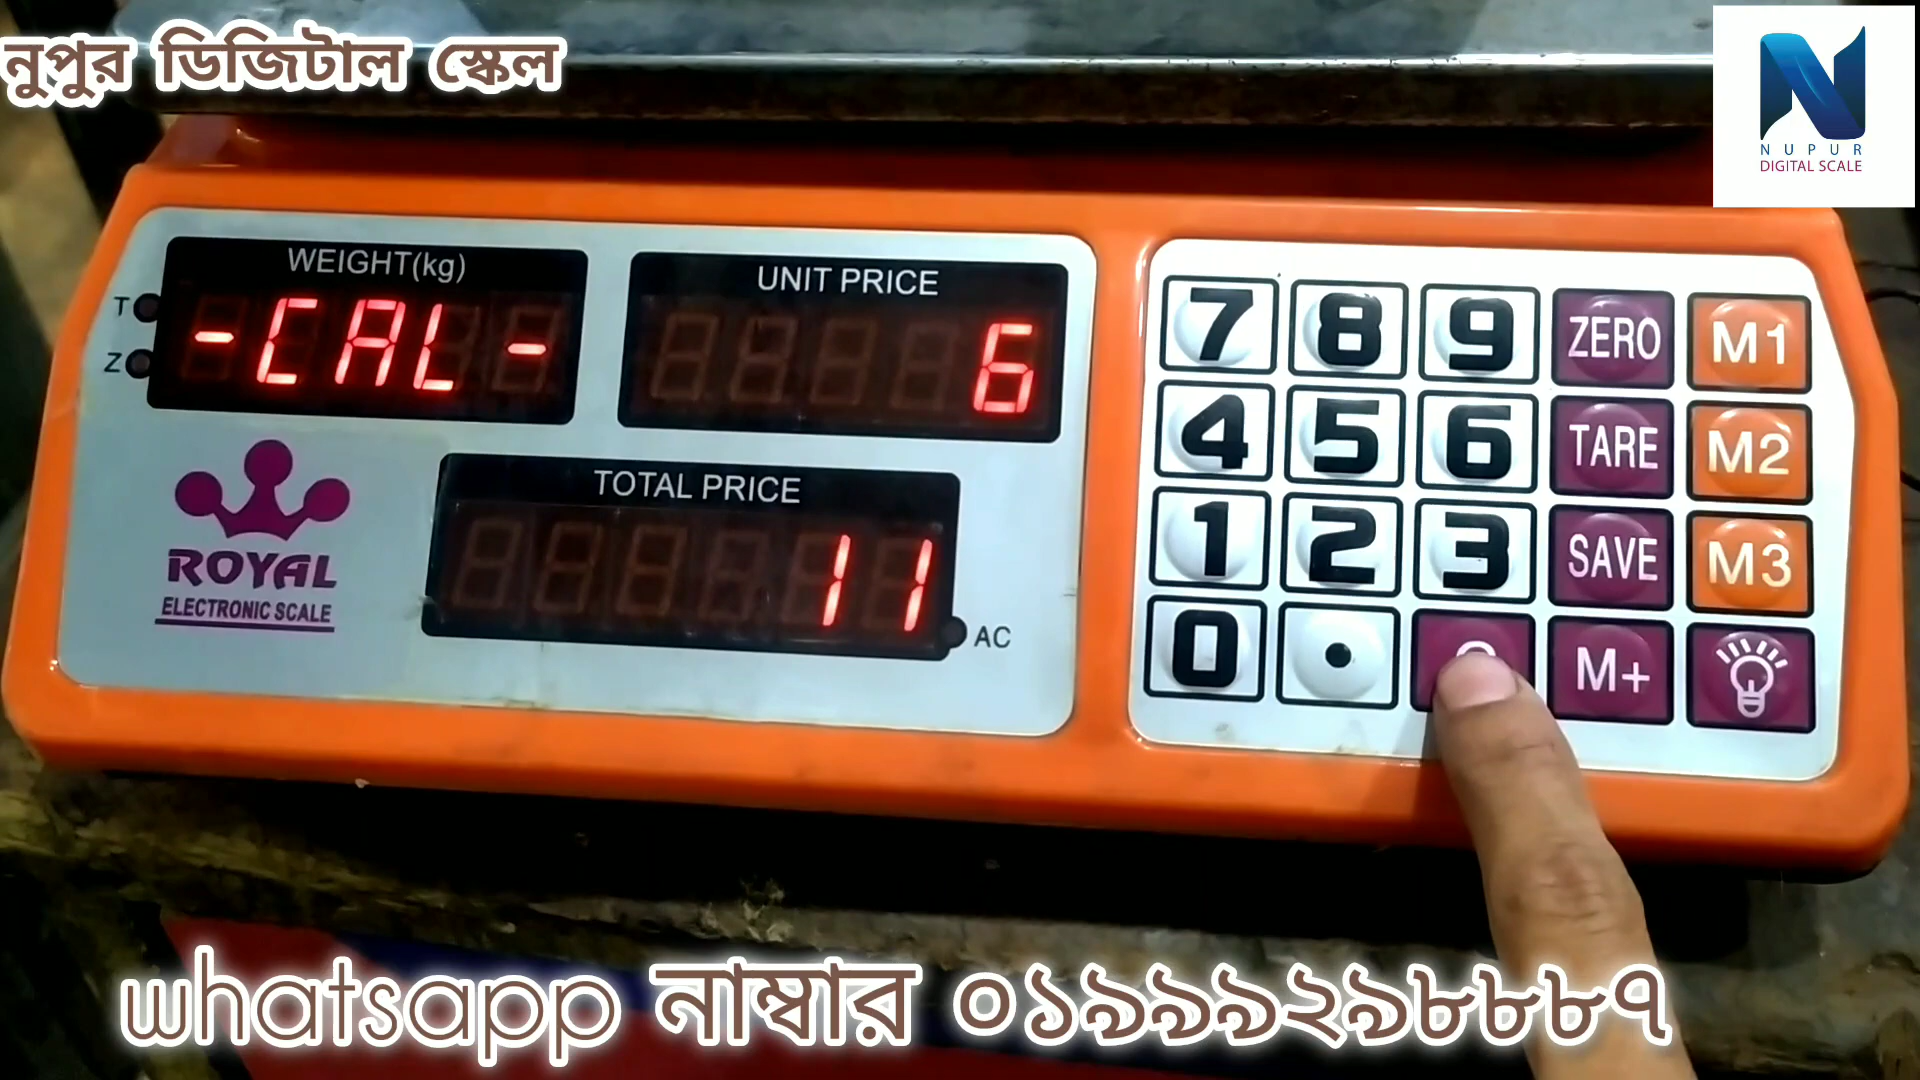 নুপুর ডিজিটাল স্কেল
NUPUR
DIGITAL SCALE
WEIGHT(kg)
-CAL-
UNIT PRICE
6
T
Z
TOTAL PRICE
11
AC
ROYAL
ELECTRONIC SCALE
7 8 9 ZERO M1
4 5 6 TARE M2
1 2 3 SAVE M3
0 . M+
whatsapp নাম্বার ০১৯৯৯২৯৮৮৮৭